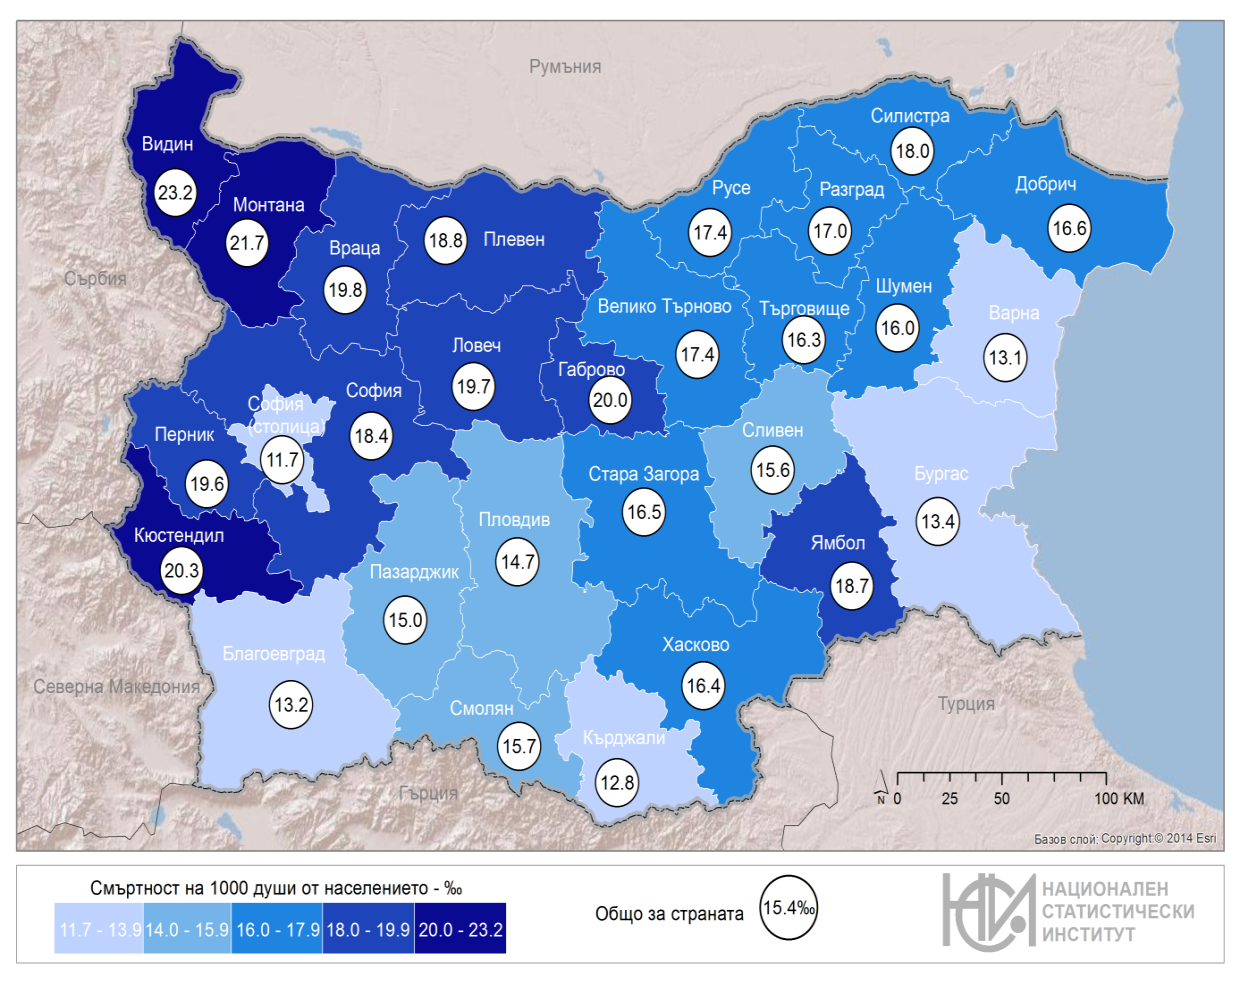 Румъния
Силистра
18.0
Видин
23.2
Русе
17.4
Разград
17.0
Добрич
16.6
Монтана
21.7
Враца
19.8
18.8 Плевен
Сърбия
Шумен
16.0
Велико Търново
17.4
Търговище
16.3
Варна
13.1
Ловеч
19.7
Габрово
20.0
София
18.4
София
(столица)
11.7
Перник
19.6
Сливен
15.6
Стара Загора
16.5
Бургас
13.4
Кюстендил
20.3
Пловдив
14.7
Ямбол
18.7
Пазарджик
15.0
Благоевград
13.2
Хасково
16.4
Северна Македония
Смолян
15.7
Кърджали
12.8
Турция
Гърция
N 0 25 50 100 KM
Базов слой: Copyright:© 2014 Esri
Смъртност на 1000 души от населението - ‰
11.7 - 13.9 14.0 - 15.9 16.0 - 17.9 18.0 - 19.9 20.0 - 23.2
Общо за страната 15.4‰
НСИ
НАЦИОНАЛЕН
СТАТИСТИЧЕСКИ
ИНСТИТУТ